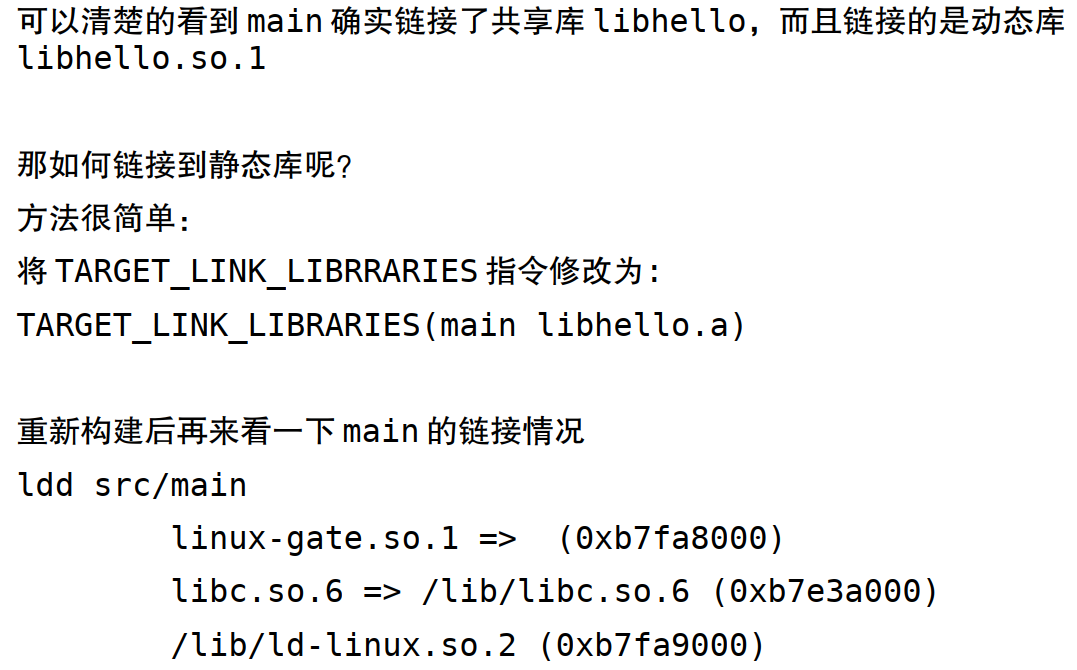 可以清楚的看到 main 确实链接了共享库 libhello，而且链接的是动态库
libhello.so.1
那如何链接到静态库呢？
方法很简单：
将 TARGET_LINK_LIBRRARIES 指令修改为：
TARGET_LINK_LIBRARIES(main libhello.a)
重新构建后再来看一下 main 的链接情况
ldd src/main
linux-gate.so.1 =>  (0xb7fa8000)
libc.so.6 => /lib/libc.so.6 (0xb7e3a000)
/lib/ld-linux.so.2 (0xb7fa9000)